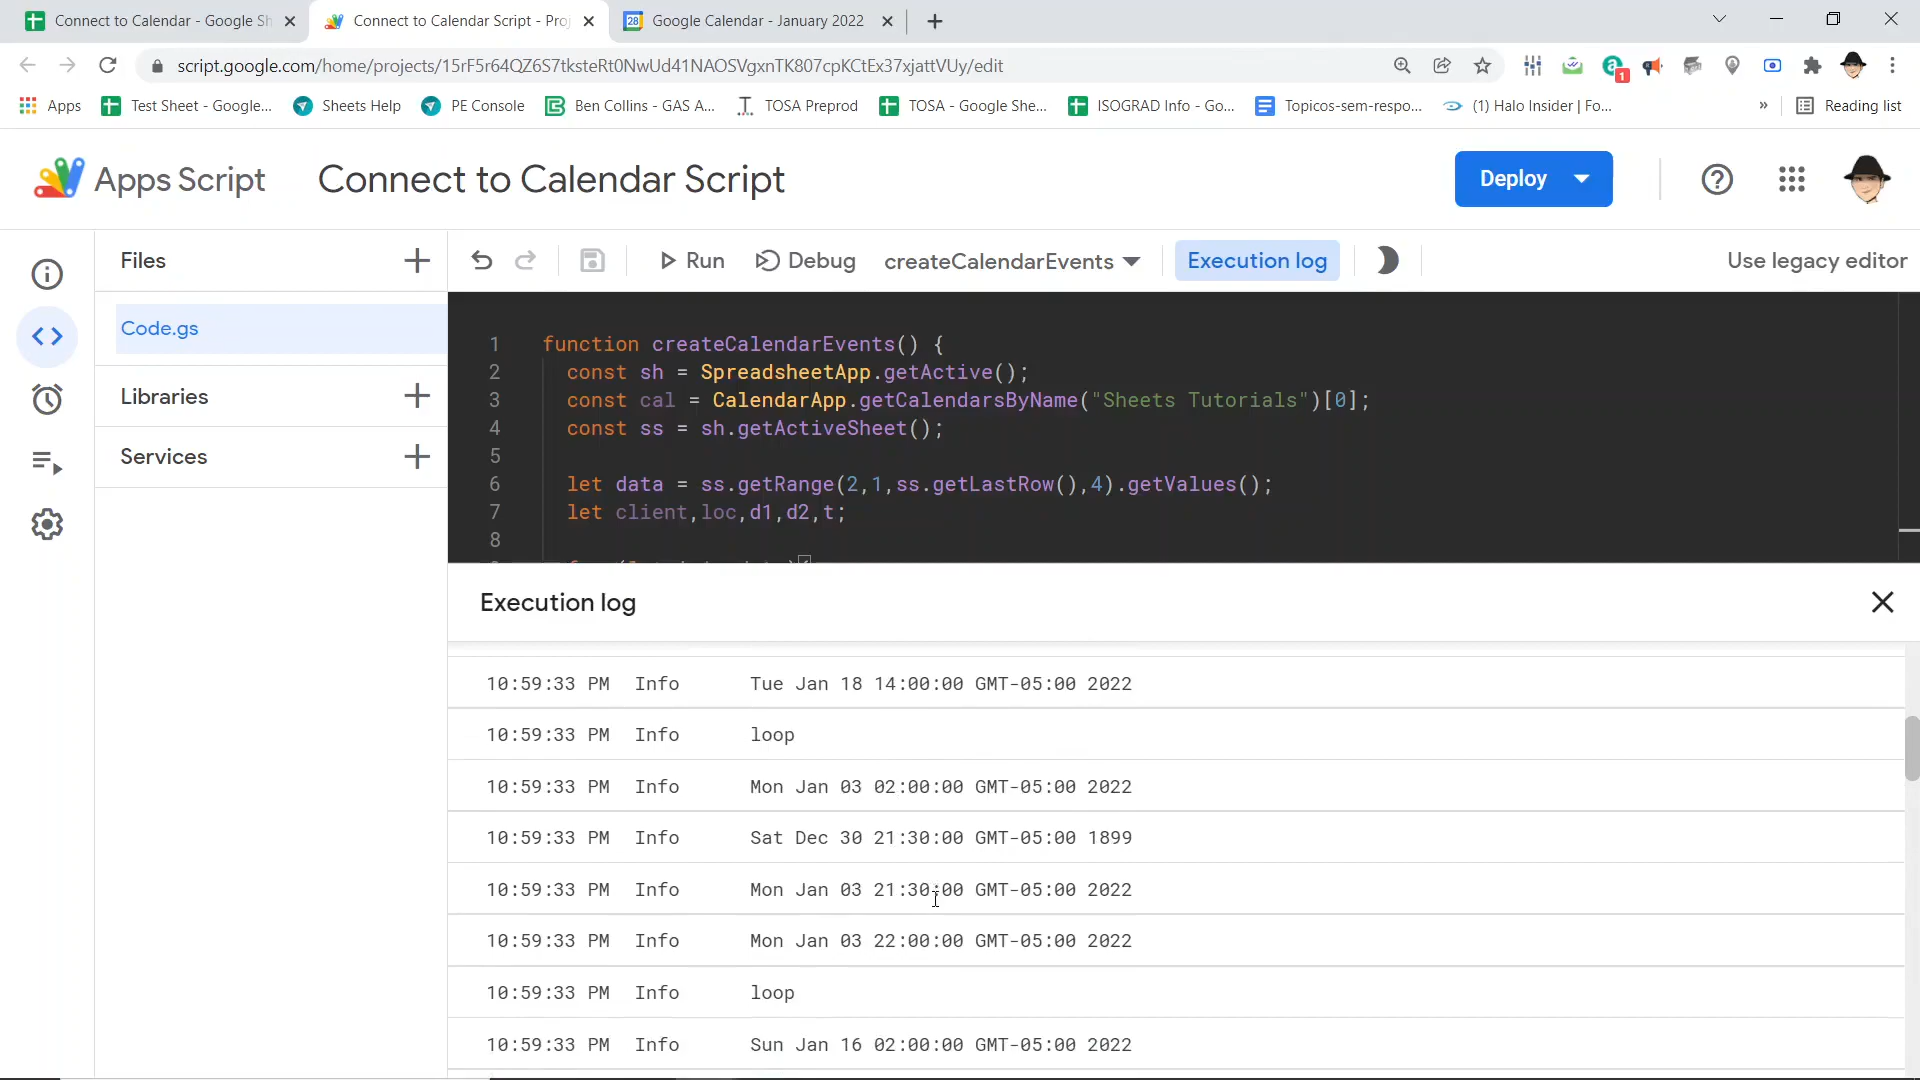 Connect to Calendar - Google Sh
Connect to Calendar Script - Proj
28
Google Calendar - January 2022
script.google.com/home/projects/15rF5r64QZ6S7tksteRt0NwUd41NAOSVgxnTK807cpKCtEx37xjattVUy/edit
1
Apps
Test Sheet - Google...
Sheets Help
PE Console
Ben Collins - GAS A...
TOSA Preprod
TOSA - Google She...
ISOGRAD Info - Go...
Topicos-sem-respo...
(1) Halo Insider | Fo...
»
Reading list
Apps Script
Connect to Calendar Script
Deploy
Files
Run
Debug
createCalendarEvents
Execution log
Use legacy editor
Code.gs
Libraries
Services
1 function createCalendarEvents() {
2 const sh = SpreadsheetApp.getActive();
3 const cal = CalendarApp.getCalendarsByName("Sheets Tutorials")[0];
4 const ss = sh.getActiveSheet();
5
6 let data = ss.getRange(2,1,ss.getLastRow(),4).getValues();
7 let client,loc,d1,d2,t;
8
Execution log
10:59:33 PM Info Tue Jan 18 14:00:00 GMT-05:00 2022
10:59:33 PM Info loop
10:59:33 PM Info Mon Jan 03 02:00:00 GMT-05:00 2022
10:59:33 PM Info Sat Dec 30 21:30:00 GMT-05:00 1899
10:59:33 PM Info Mon Jan 03 21:30:00 GMT-05:00 2022
10:59:33 PM Info Mon Jan 03 22:00:00 GMT-05:00 2022
10:59:33 PM Info loop
10:59:33 PM Info Sun Jan 16 02:00:00 GMT-05:00 2022